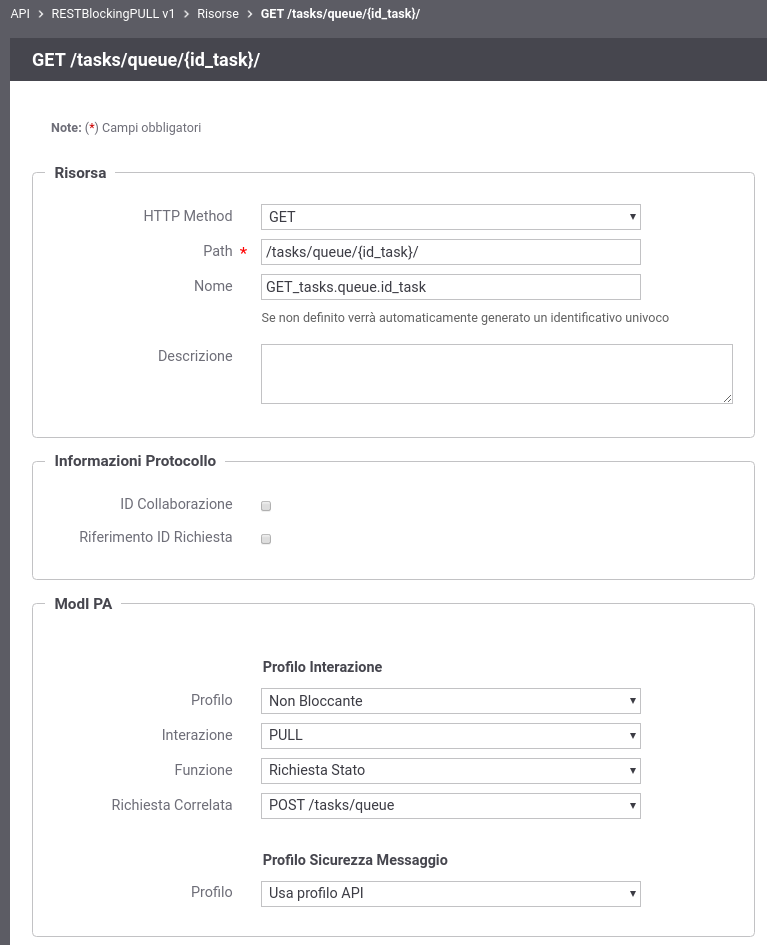 API > RESTBlockingPULL v1 > Risorse > GET /tasks/queue/{id_task}/
GET /tasks/queue/{id_task}/
Note: (*) Campi obbligatori
Risorsa
HTTP Method GET
Path * /tasks/queue/{id_task}/
Nome GET_tasks.queue.id_task
Se non definito verrà automaticamente generato un identificativo univoco
Descrizione
Informazioni Protocollo
ID Collaborazione
Riferimento ID Richiesta
ModI PA
Profilo Interazione
Profilo Non Bloccante
Interazione PULL
Funzione Richiesta Stato
Richiesta Correlata POST /tasks/queue
Profilo Sicurezza Messaggio
Profilo Usa profilo API